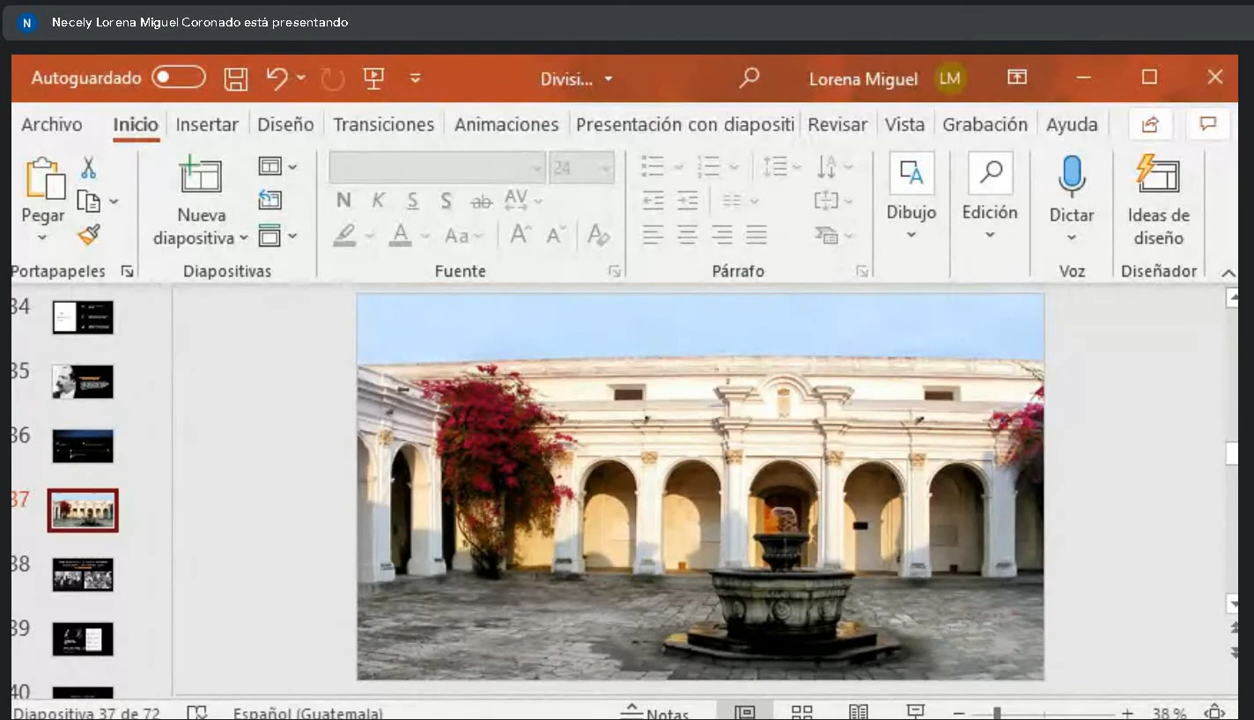 N Necely Lorena Miguel Coronado está presentando
Autoguardado Divisi... Lorena Miguel LM
Archivo Inicio Insertar Diseño Transiciones Animaciones Presentación con diapositi Revisar Vista Grabación Ayuda
Pegar Nueva diapositiva 24 Dibujo Edición Dictar Ideas de diseño
N K S S ab AV
A Aa A A A
Portapapeles Diapositivas Fuente Párrafo Voz Diseñador
34
35
36
37
38
39
40
Diapositiva 37 de 72 Español (Guatemala) Notas 38 %